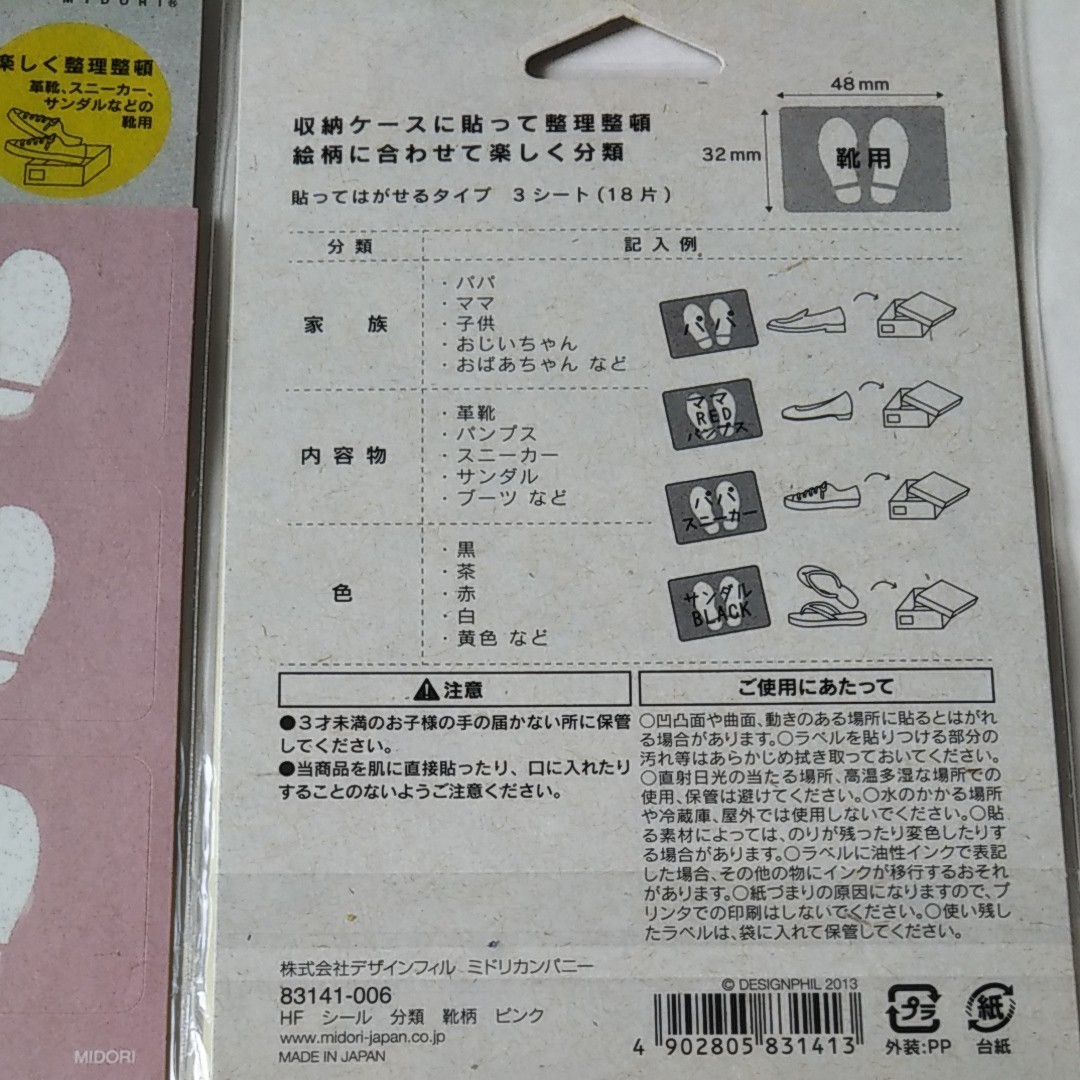 MIDORI®
楽しく整理整頓
革靴、スニーカー、
サンダルなどの
靴用
MIDORI
48mm
32mm
靴用
収納ケースに貼って整理整頓
絵柄に合わせて楽しく分類
貼ってはがせるタイプ 3シート(18片)
分類
記入例
家族
・パパ
・ママ
・子供
・おじいちゃん
・おばあちゃん など
パパ
内容物
・革靴
・パンプス
・スニーカー
・サンダル
・ブーツ など
ママ
RED
パンプス
パパ
スニーカー
色
・黒
・茶
・赤
・白
・黄色 など
サンダル
BLACK
注意
●3才未満のお子様の手の届かない所に保管
してください。
●当商品を肌に直接貼ったり、口に入れたり
することのないようご注意ください。
ご使用にあたって
○凹凸面や曲面、動きのある場所に貼るとはがれ
る場合があります。○ラベルを貼りつける部分の
汚れ等はあらかじめ拭き取っておいてください。
○直射日光の当たる場所、高温多湿な場所での
使用、保管は避けてください。○水のかかる場所
や冷蔵庫、屋外では使用しないでください。○貼
る素材によっては、のりが残ったり変色したりす
る場合があります。○ラベルに油性インクで表記
した場合、その他の物にインクが移行するおそれ
があります。○紙づまりの原因になりますので、プ
リンタでの印刷はしないでください。○使い残し
たラベルは、袋に入れて保管してください。
株式会社デザインフィル ミドリカンパニー
83141-006
HF シール 分類 靴柄 ピンク
www.midori-japan.co.jp
MADE IN JAPAN
© DESIGNPHIL 2013
4 902805 831413
プラ
外装:PP
紙
台紙